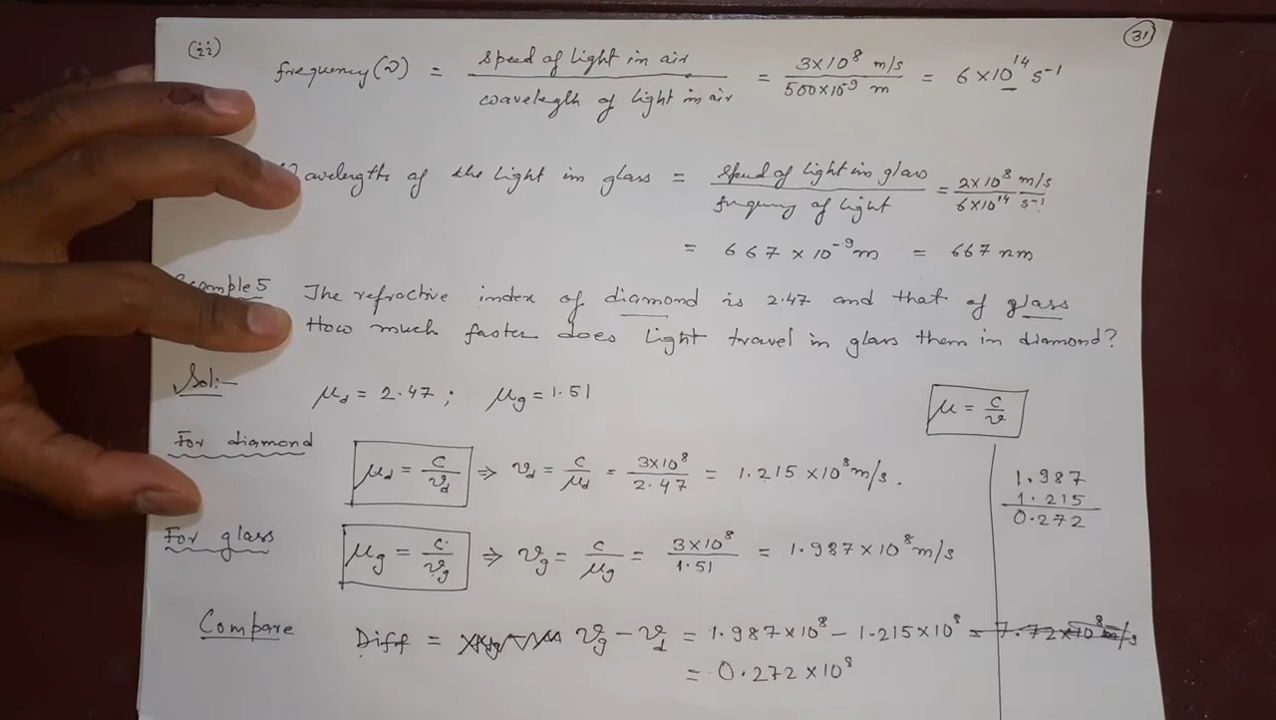 31
(ii)
frequency (ν) = speed of light in air / wavelength of light in air = 3×10⁸ m/s / 500×10⁻⁹ m = 6×10¹⁴ s⁻¹
Wavelength of the light in glass = speed of light in glass / frequency of light = 2×10⁸ m/s / 6×10¹⁴ s⁻¹
= 667 × 10⁻⁹ m = 667 nm
Example 5 The refractive index of diamond is 2.47 and that of glass
How much faster does light travel in glass them in diamond?
Sol:-
μd = 2.47 ; μg = 1.51
μ = c/v
For diamond
μd = c/vd ⇒ vd = c/μd = 3×10⁸ / 2.47 = 1.215 ×10⁸ m/s.
1.987
1.215
0.272
For glass
μg = c/vg ⇒ vg = c/μg = 3×10⁸ / 1.51 = 1.987×10⁸ m/s
Compare
Diff = vg − vd = 1.987×10⁸ − 1.215×10⁸ = 7.72×10⁸ m/s
= 0.272 ×10⁸